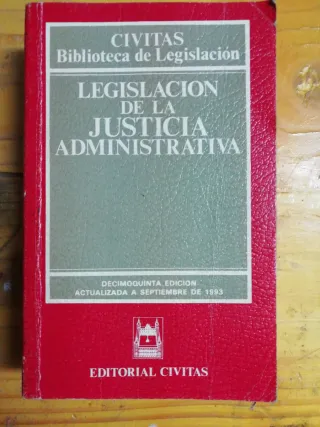 CIVITAS
Biblioteca de Legislación
LEGISLACION
DE LA
JUSTICIA
ADMINISTRATIVA
DECIMOQUINTA EDICION
ACTUALIZADA A SEPTIEMBRE DE 1993
EDITORIAL CIVITAS